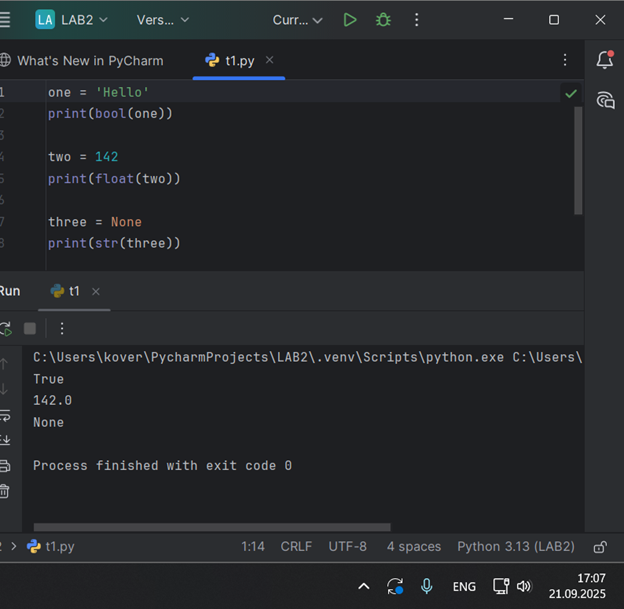 LA LAB2 Vers... Curr...
What's New in PyCharm t1.py
1 one = 'Hello'
2 print(bool(one))
3
4 two = 142
5 print(float(two))
6
7 three = None
8 print(str(three))
Run t1
C:\Users\kover\PycharmProjects\LAB2\.venv\Scripts\python.exe C:\Users\
True
142.0
None
Process finished with exit code 0
2 > t1.py 1:14 CRLF UTF-8 4 spaces Python 3.13 (LAB2)
ENG 17:07
21.09.2025